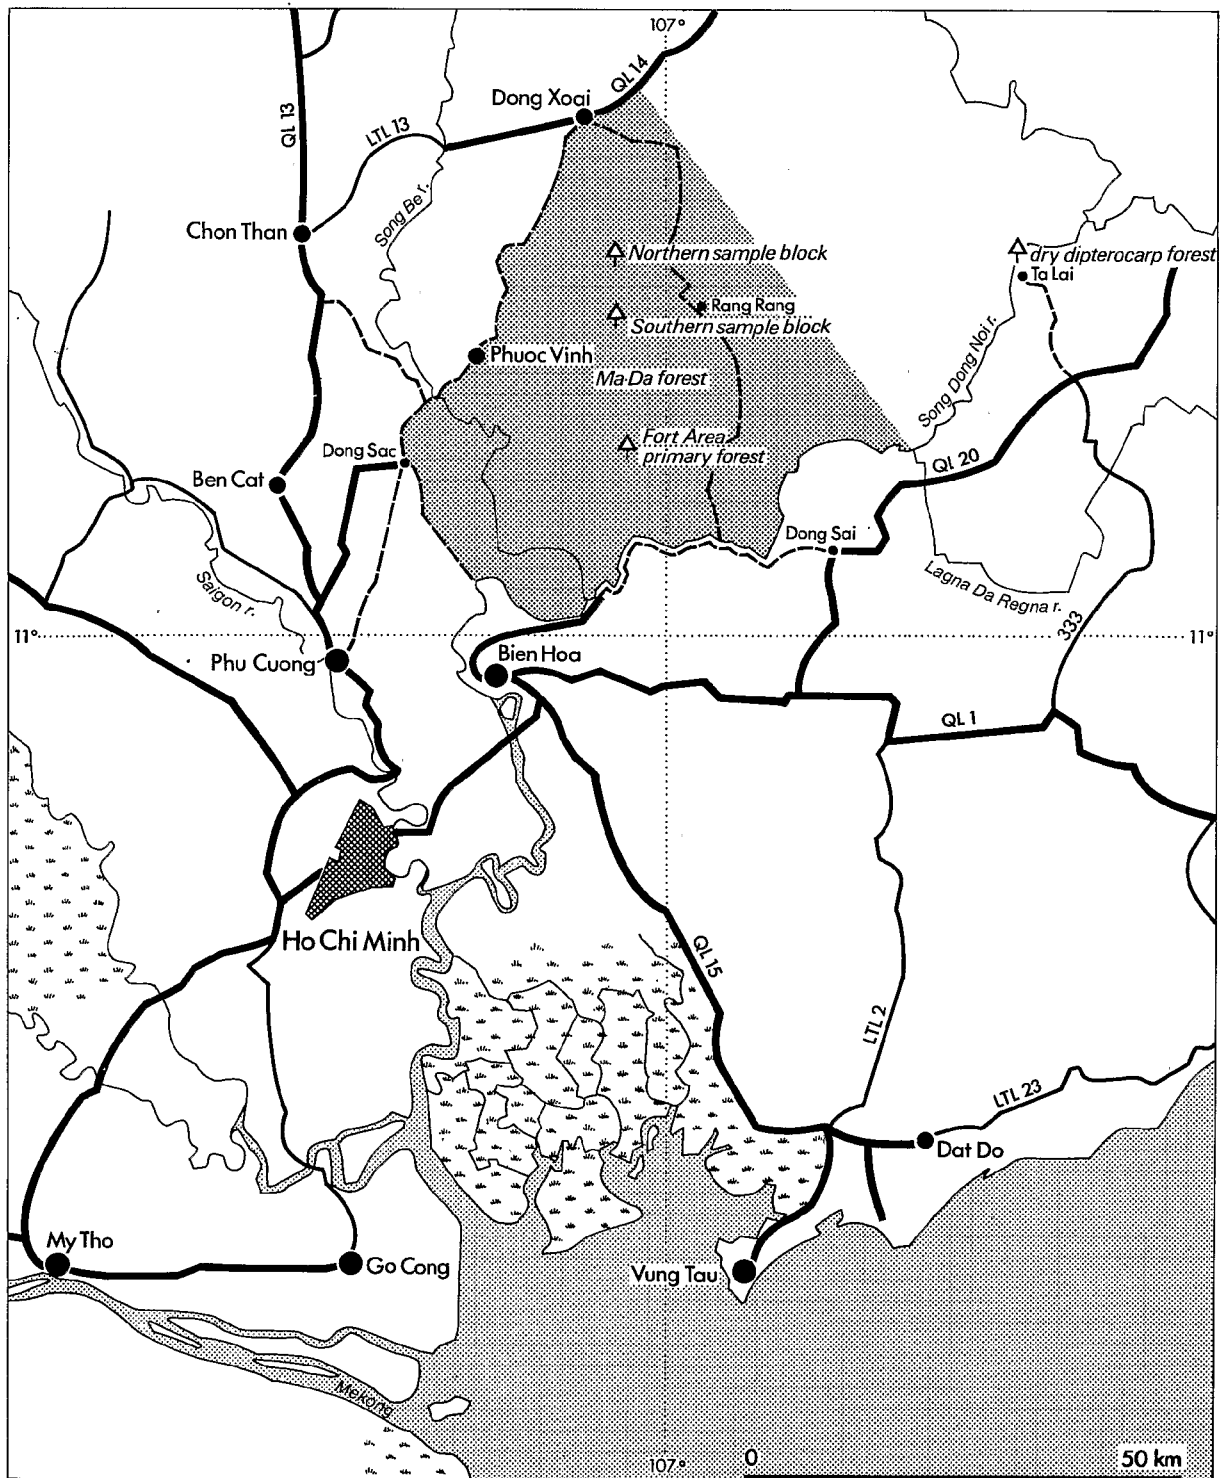 107°
QL 14
Dong Xoai
QL 13
LTL 13
Song Be r.
Chon Than
Northern sample block
dry dipterocarp forest
Ta Lai
Rang Rang
Southern sample block
Song Dong Noi r.
Phuoc Vinh
Ma-Da forest
Fort Area
primary forest
Dong Sac
QL 20
Ben Cat
Dong Sai
Saigon r.
Lagna Da Regna r.
333
11°
11°
Phu Cuong
Bien Hoa
QL 1
Ho Chi Minh
QL 15
LTL 2
LTL 23
Dat Do
My Tho
Go Cong
Vung Tau
Mekong
107°
0
50 km